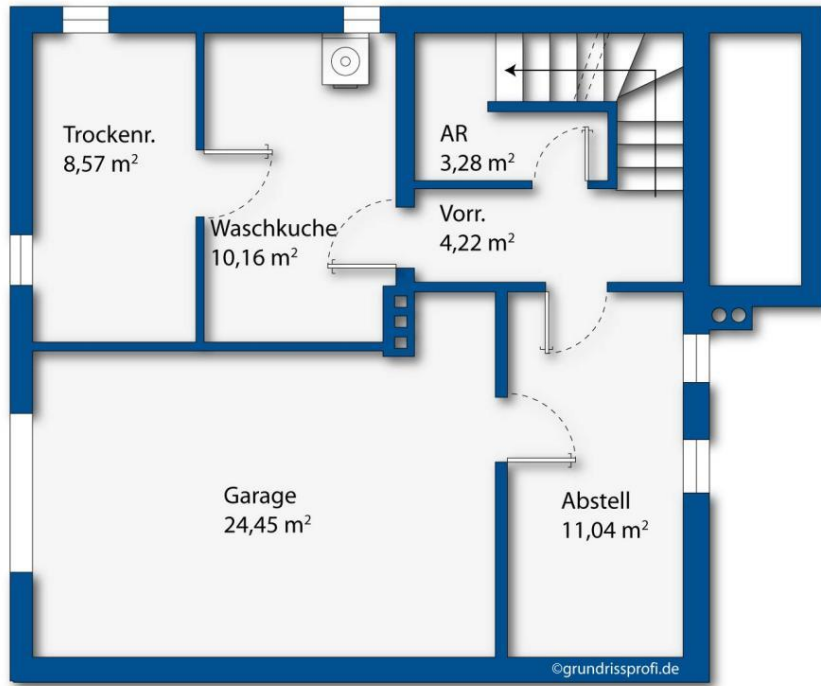 Trockenr.
8,57 m²
Waschkuche
10,16 m²
AR
3,28 m²
Vorr.
4,22 m²
Garage
24,45 m²
Abstell
11,04 m²
©grundrissprofi.de